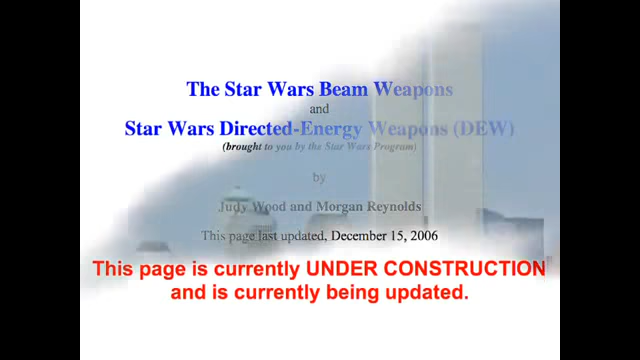 The Star Wars Beam Weapons
and
Star Wars Directed-Energy Weapons (DEW)
(brought to you by the Star Wars Program)
by
Judy Wood and Morgan Reynolds
This page last updated, December 15, 2006
This page is currently UNDER CONSTRUCTION
and is currently being updated.